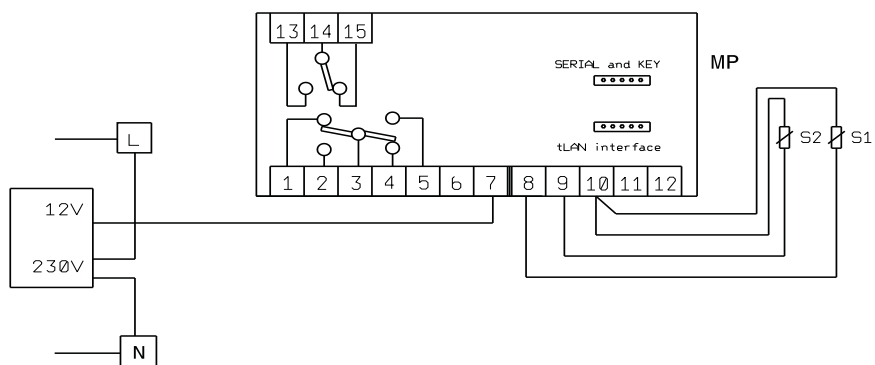 13 14 15
SERIAL and KEY
MP
L
S2 S1
tLAN interface
1 2 3 4 5 6 7 8 9 10 11 12
12V
230V
N